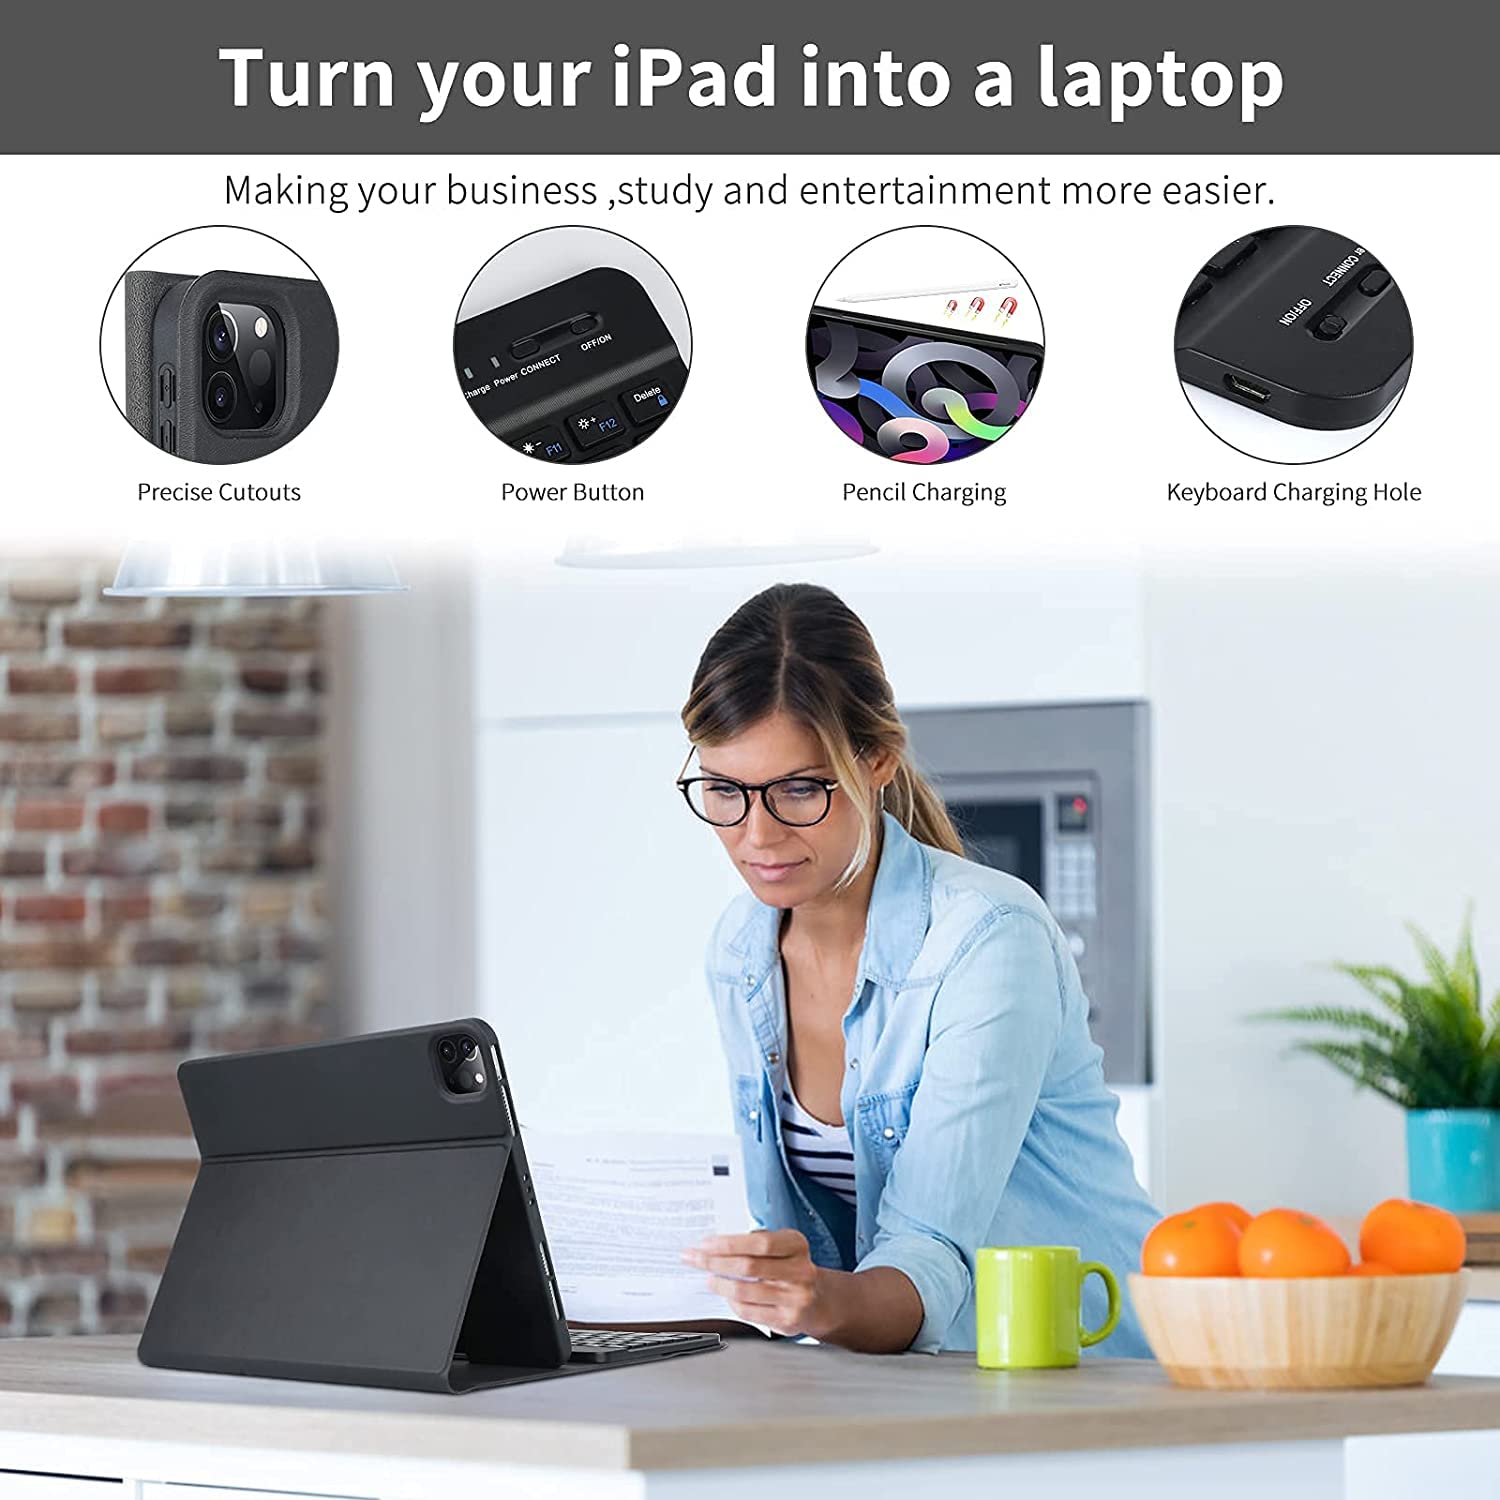 Turn your iPad into a laptop
Making your business ,study and entertainment more easier.
Power CONNECT
OFF/ON
Delete
F12
F11
CONNECT
OFF/ON
Precise Cutouts
Power Button
Pencil Charging
Keyboard Charging Hole